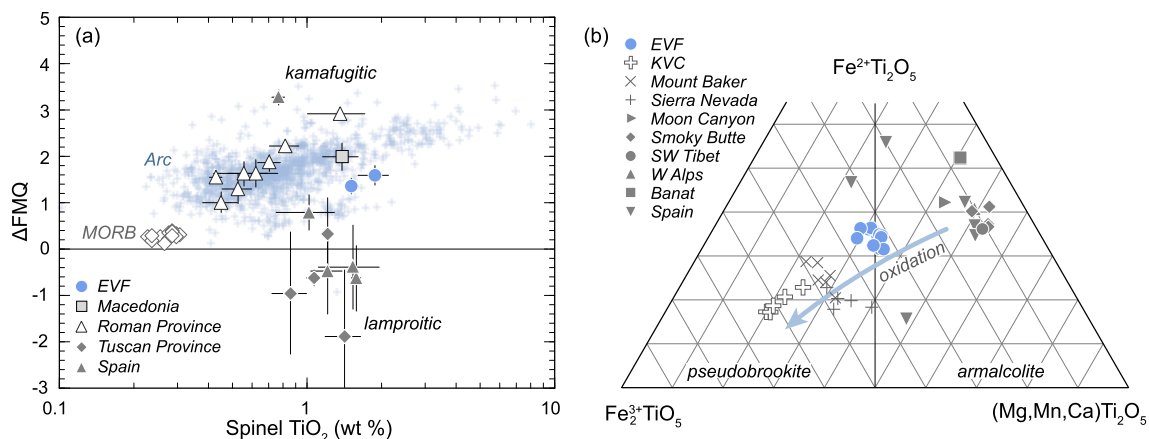 (a)
kamafugitic
Arc
MORB
lamproitic
EVF
Macedonia
Roman Province
Tuscan Province
Spain
5
4
3
2
1
0
-1
-2
-3
ΔFMQ
0.1
1
10
Spinel TiO₂ (wt %)
(b)
EVF
KVC
Mount Baker
Sierra Nevada
Moon Canyon
Smoky Butte
SW Tibet
W Alps
Banat
Spain
Fe²⁺Ti₂O₅
oxidation
pseudobrookite
armalcolite
Fe₂³⁺TiO₅
(Mg,Mn,Ca)Ti₂O₅